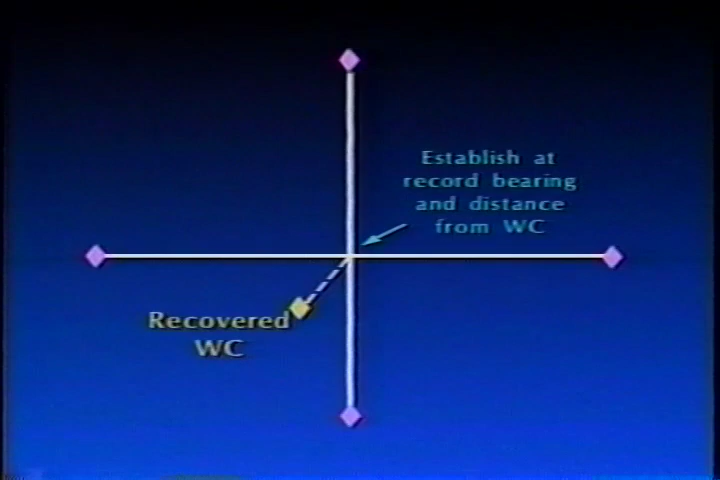 Establish at
record bearing
and distance
from WC
Recovered
WC